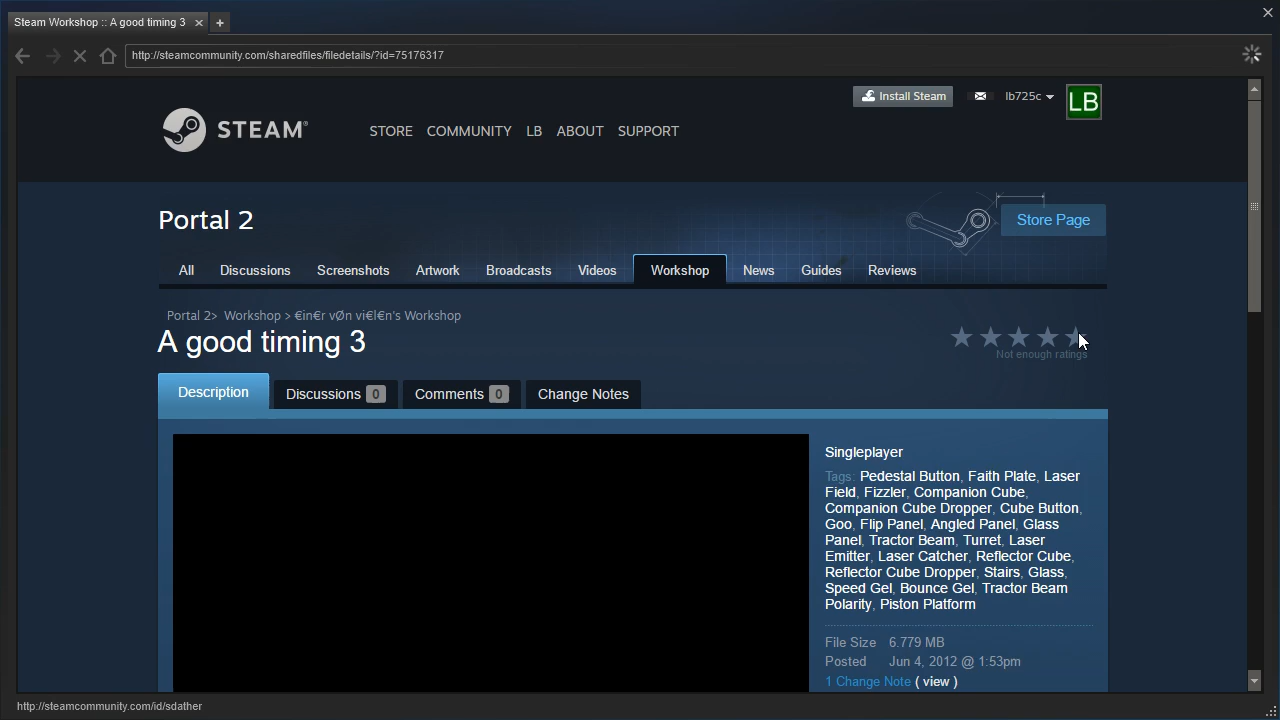 Steam Workshop :: A good timing 3
http://steamcommunity.com/sharedfiles/filedetails/?id=75176317
Install Steam
lb725c
LB
STEAM®
STORE COMMUNITY LB ABOUT SUPPORT
Portal 2
Store Page
All Discussions Screenshots Artwork Broadcasts Videos Workshop News Guides Reviews
Portal 2> Workshop > €in€r vØn vi€l€n's Workshop
A good timing 3
Not enough ratings
Description Discussions 0 Comments 0 Change Notes
Singleplayer
Tags: Pedestal Button, Faith Plate, Laser
Field, Fizzler, Companion Cube,
Companion Cube Dropper, Cube Button,
Goo, Flip Panel, Angled Panel, Glass
Panel, Tractor Beam, Turret, Laser
Emitter, Laser Catcher, Reflector Cube,
Reflector Cube Dropper, Stairs, Glass,
Speed Gel, Bounce Gel, Tractor Beam
Polarity, Piston Platform
File Size 6.779 MB
Posted Jun 4, 2012 @ 1:53pm
1 Change Note ( view )
http://steamcommunity.com/id/sdather